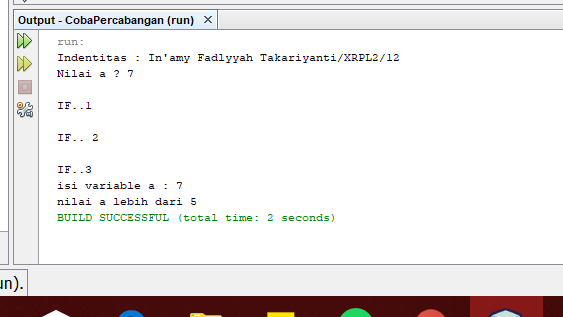 Output - CobaPercabangan (run) ×
run:
Indentitas : In'amy Fadlyyah Takariyanti/XRPL2/12
Nilai a ? 7
IF..1
IF.. 2
IF..3
isi variable a : 7
nilai a lebih dari 5
BUILD SUCCESSFUL (total time: 2 seconds)
un).